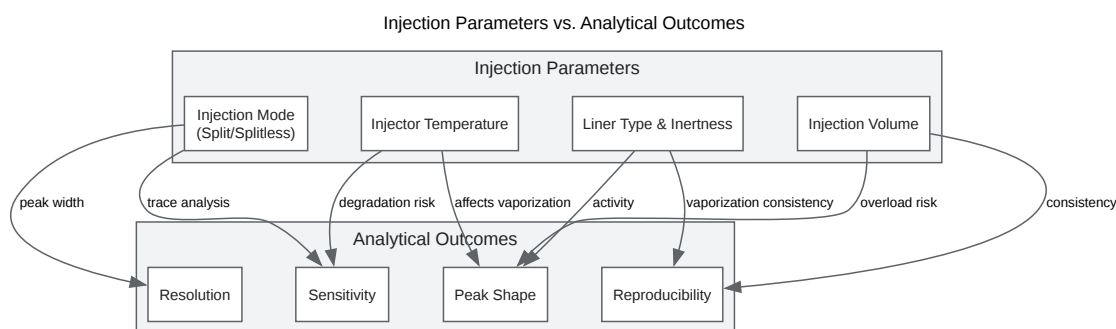 Injection Parameters vs. Analytical Outcomes
Injection Parameters
Injection Mode
(Split/Splitless)
Injector Temperature
Liner Type & Inertness
Injection Volume
peak width
trace analysis
degradation risk
affects vaporization
activity
vaporization consistency
overload risk
consistency
Analytical Outcomes
Resolution
Sensitivity
Peak Shape
Reproducibility